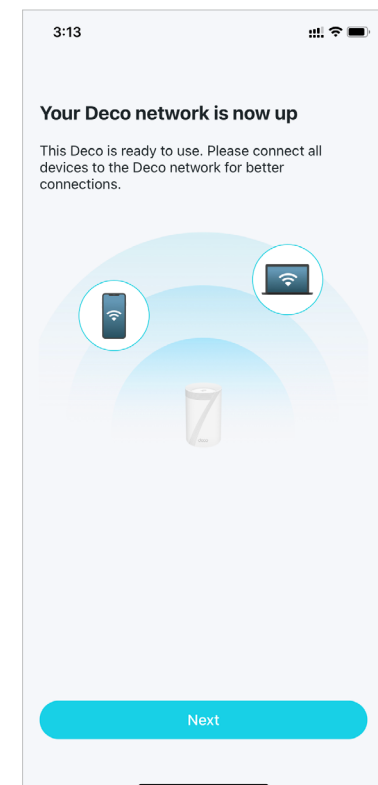 3:13
Your Deco network is now up
This Deco is ready to use. Please connect all
devices to the Deco network for better
connections.
deco
Next